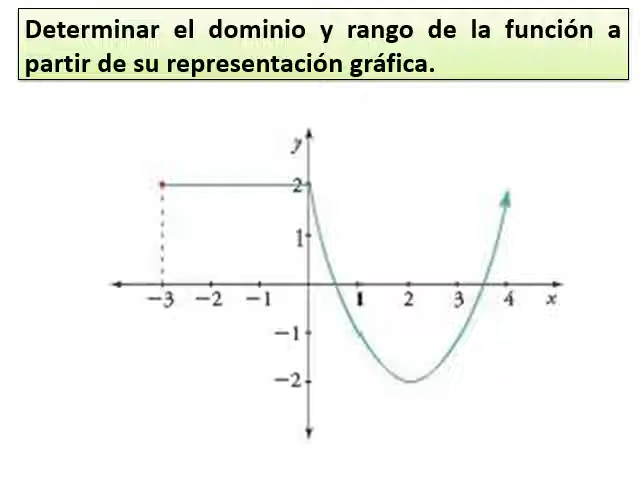 Determinar el dominio y rango de la función a
partir de su representación gráfica.
y
2
1
−3 −2 −1 1 2 3 4 x
−1
−2